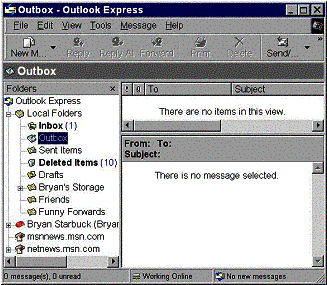 Outbox - Outlook Express
File Edit View Tools Message Help
New M... Reply Reply All Forward Print Delete Send/
Outbox
Folders
To Subject
Outlook Express
Local Folders
Inbox (1)
Outbox
Sent Items
Deleted Items (10)
Drafts
Bryan's Storage
Friends
Funny Forwards
Bryan Starbuck (Bryar
msnnews.msn.com
netnews.msn.com
There are no items in this view.
From: To:
Subject:
There is no message selected.
0 message(s), 0 unread Working Online No new messages